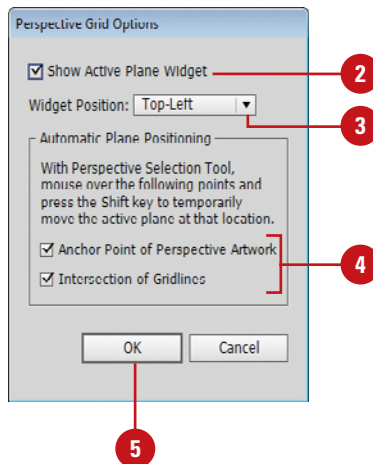 Perspective Grid Options
Show Active Plane Widget
2
Widget Position: Top-Left
3
Automatic Plane Positioning
With Perspective Selection Tool,
mouse over the following points and
press the Shift key to temporarily
move the active plane at that location.
Anchor Point of Perspective Artwork
4
Intersection of Gridlines
OK Cancel
5